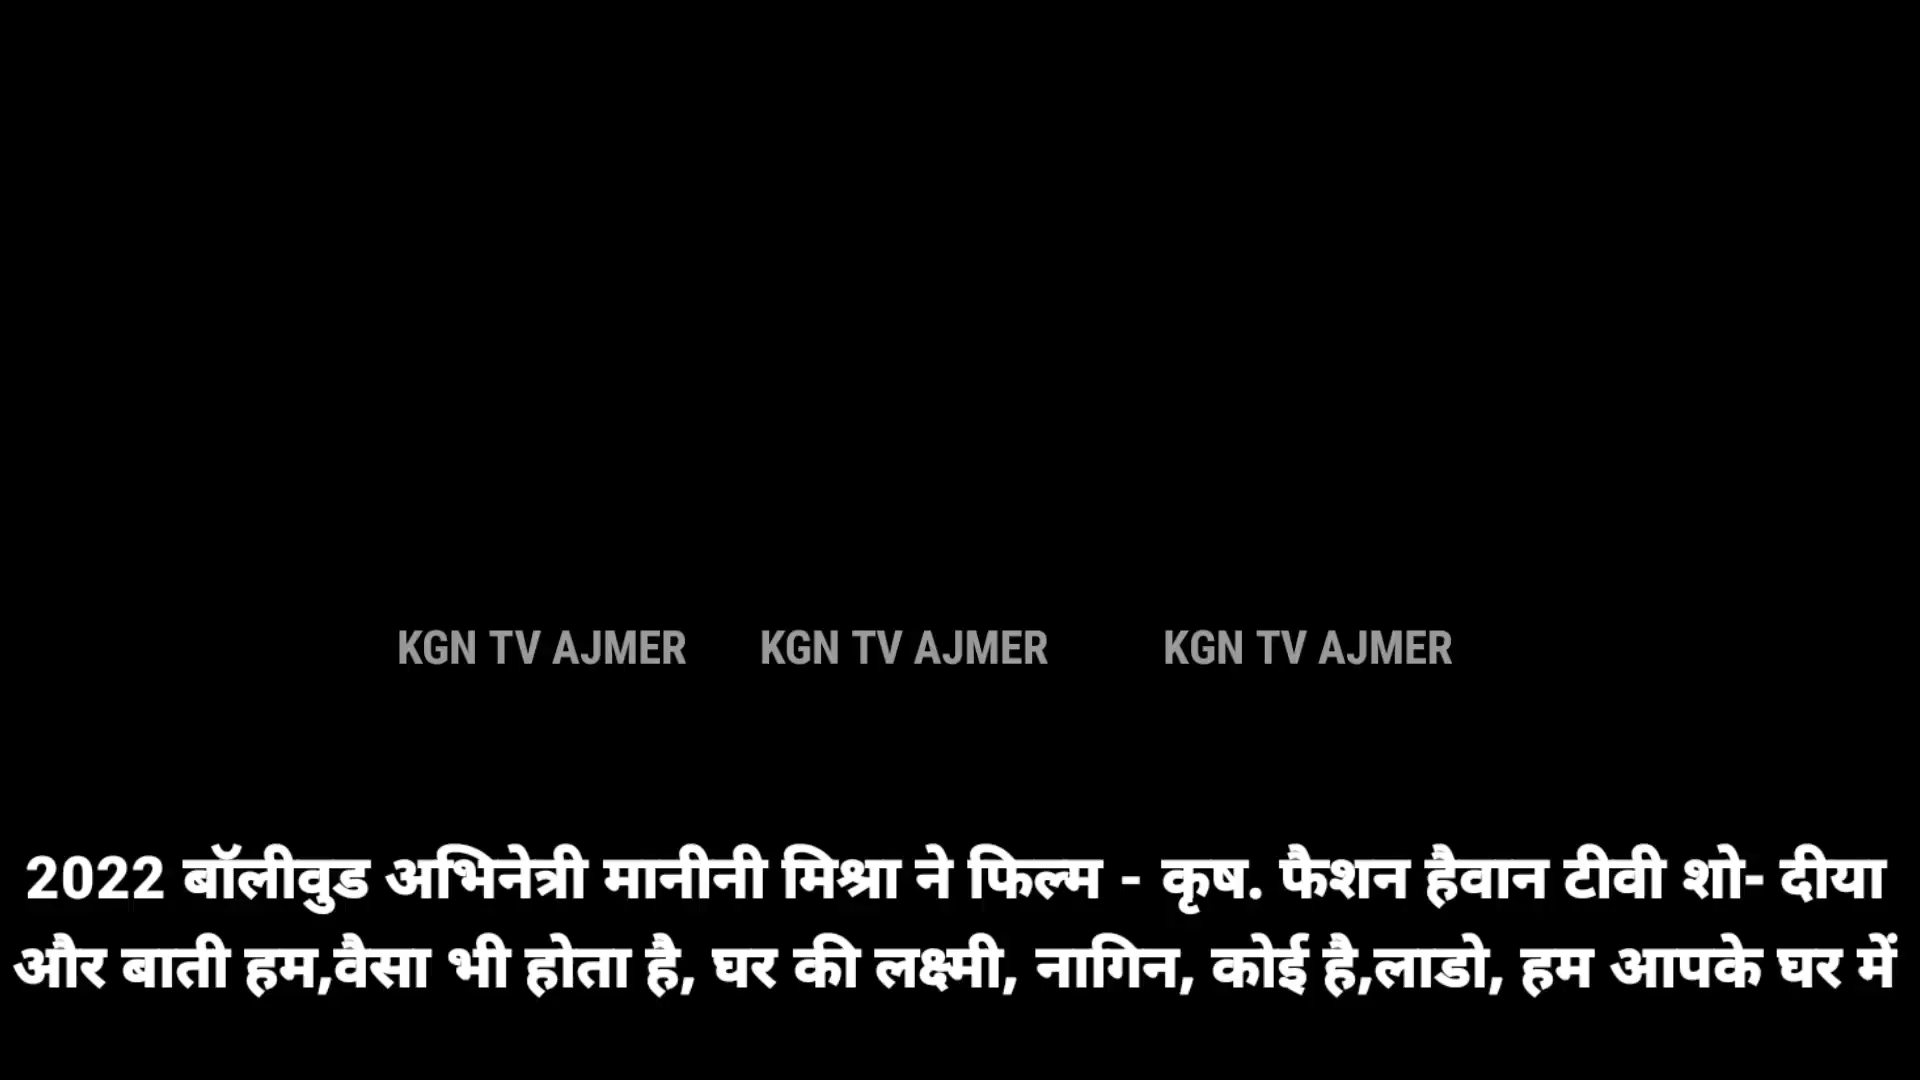 KGN TV AJMER KGN TV AJMER KGN TV AJMER
2022 बॉलीवुड अभिनेत्री मानीनी मिश्रा ने फिल्म - कृष. फैशन हैवान टीवी शो- दीया
और बाती हम,वैसा भी होता है, घर की लक्ष्मी, नागिन, कोई है,लाडो, हम आपके घर में